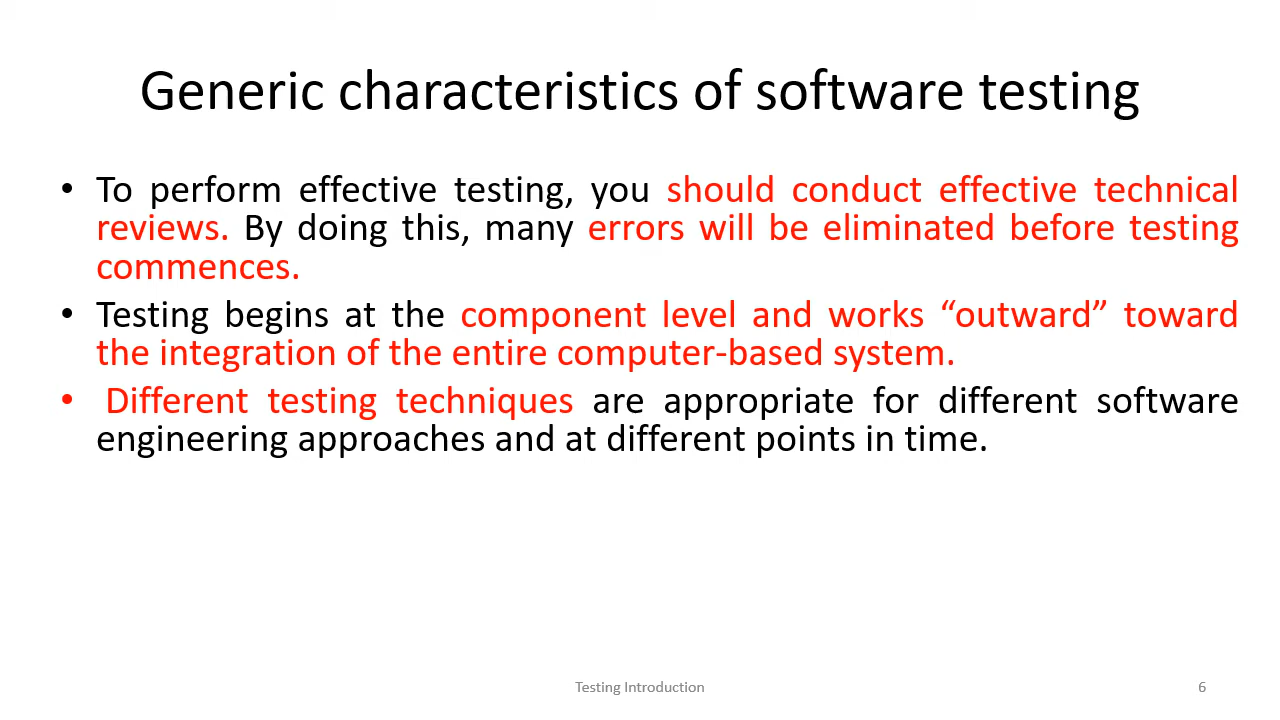 Generic characteristics of software testing
• To perform effective testing, you should conduct effective technical
reviews. By doing this, many errors will be eliminated before testing
commences.
• Testing begins at the component level and works “outward” toward
the integration of the entire computer-based system.
• Different testing techniques are appropriate for different software
engineering approaches and at different points in time.
Testing Introduction
6